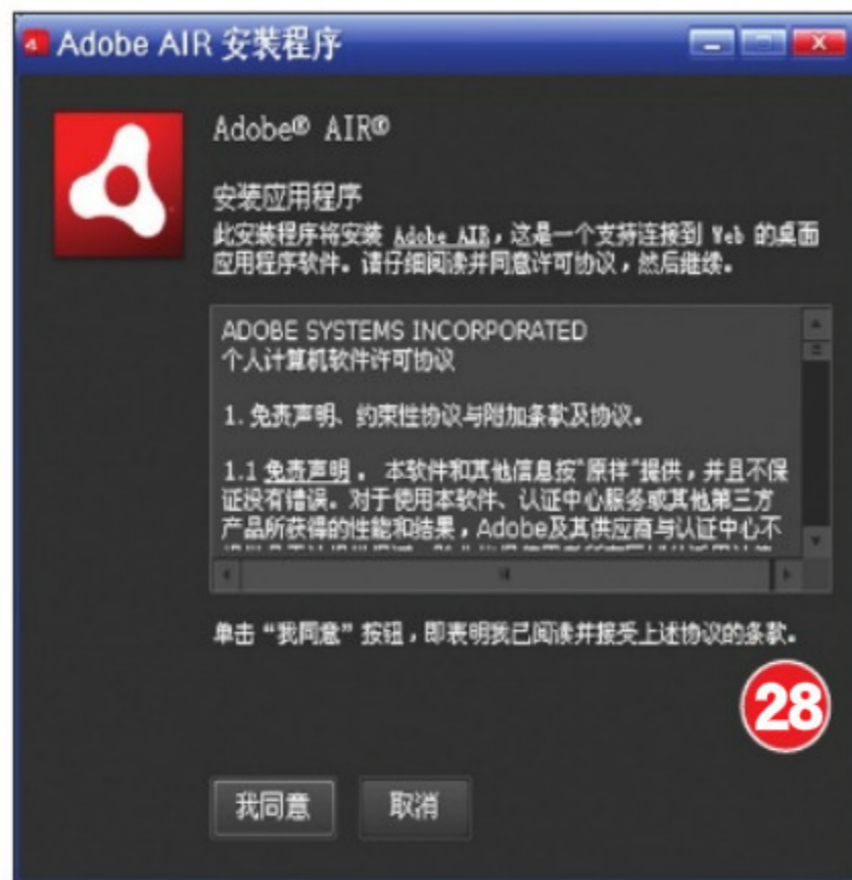 Adobe AIR 安装程序
Adobe® AIR®
安装应用程序
此安装程序将安装 Adobe AIR，这是一个支持连接到 Web 的桌面
应用程序软件。请仔细阅读并同意许可协议，然后继续。
ADOBE SYSTEMS INCORPORATED
个人计算机软件许可协议
1. 免责声明、约束性协议与附加条款及协议。
1.1 免责声明。 本软件和其他信息按"原样"提供，并且不保
证没有错误。对于使用本软件、认证中心服务或其他第三方
产品所获得的性能和结果，Adobe及其供应商与认证中心不
单击“我同意”按钮，即表明我已阅读并接受上述协议的条款。
28
我同意 取消